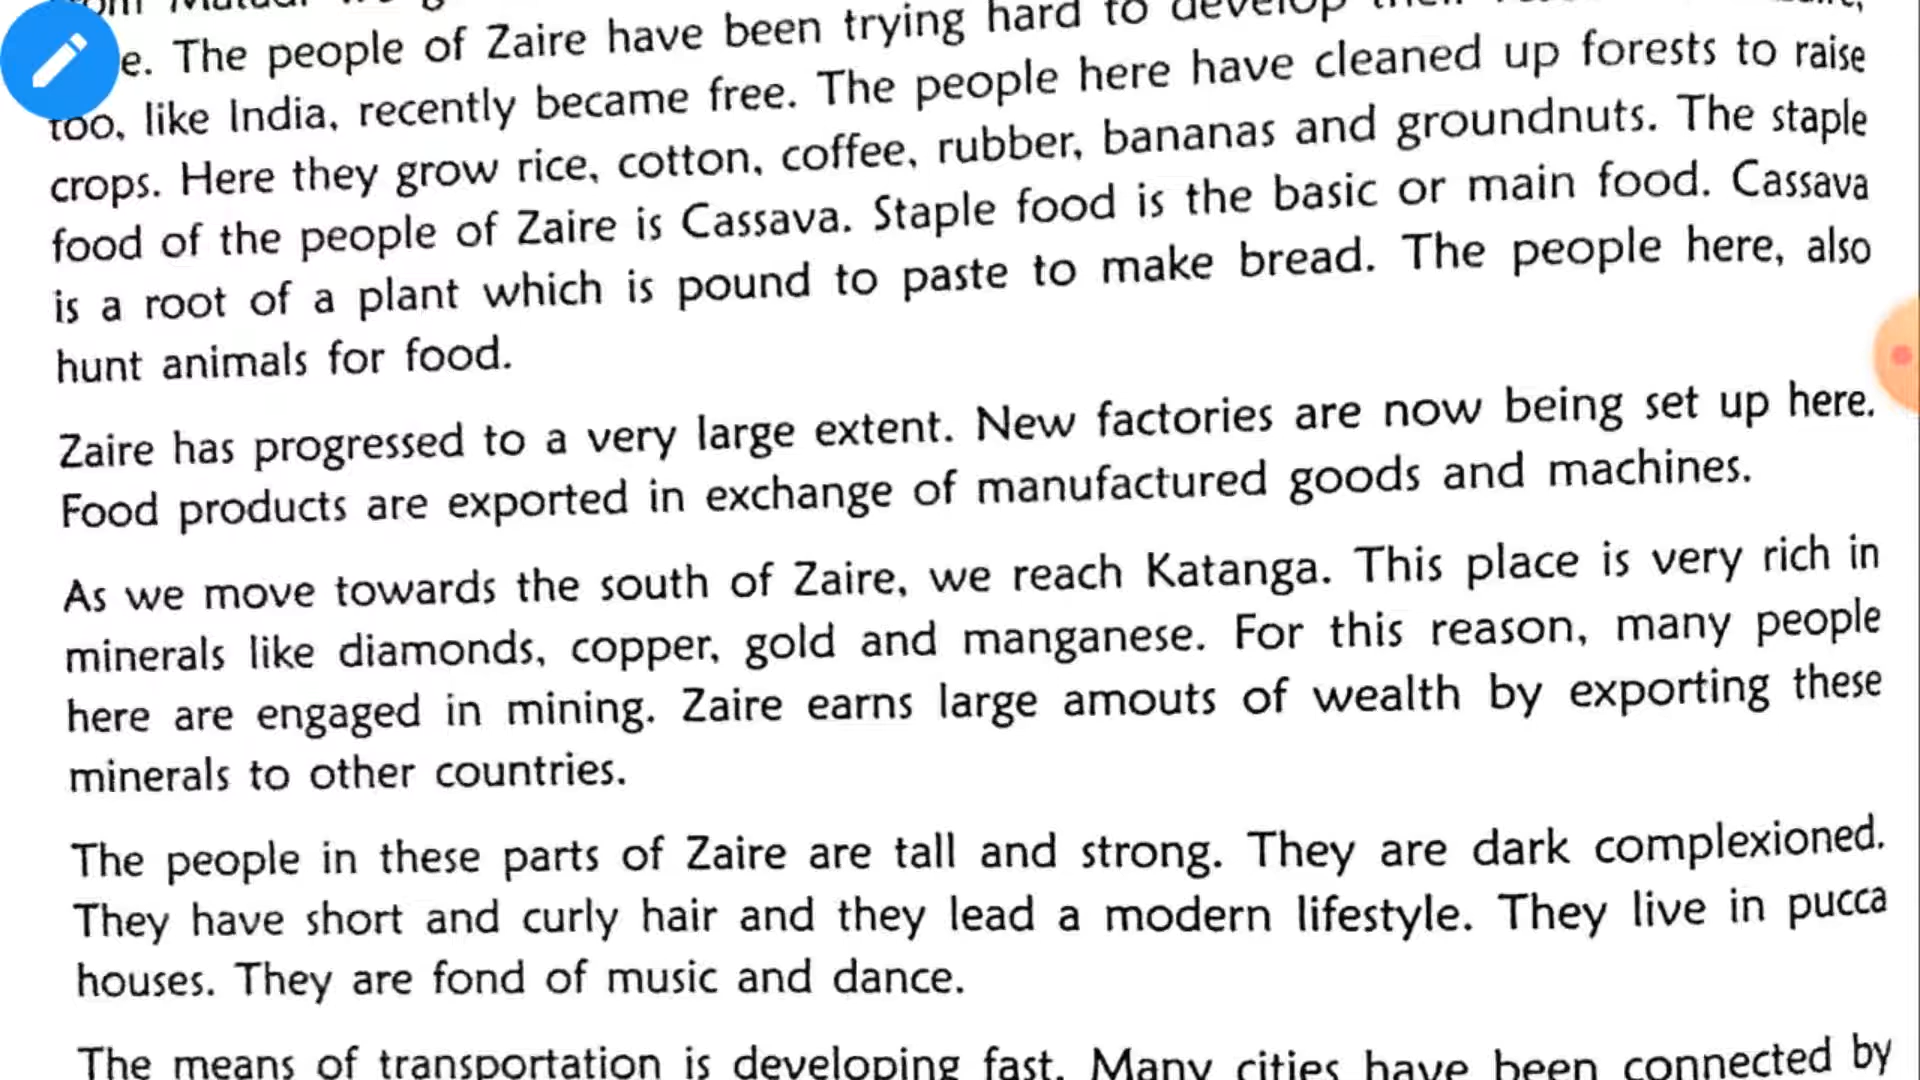 e. The people of Zaire have been trying hard to develop
too, like India, recently became free. The people here have cleaned up forests to raise
crops. Here they grow rice, cotton, coffee, rubber, bananas and groundnuts. The staple
food of the people of Zaire is Cassava. Staple food is the basic or main food. Cassava
is a root of a plant which is pound to paste to make bread. The people here, also
hunt animals for food.
Zaire has progressed to a very large extent. New factories are now being set up here.
Food products are exported in exchange of manufactured goods and machines.
As we move towards the south of Zaire, we reach Katanga. This place is very rich in
minerals like diamonds, copper, gold and manganese. For this reason, many people
here are engaged in mining. Zaire earns large amouts of wealth by exporting these
minerals to other countries.
The people in these parts of Zaire are tall and strong. They are dark complexioned.
They have short and curly hair and they lead a modern lifestyle. They live in pucca
houses. They are fond of music and dance.
The means of transportation is developing fast. Many cities have been connected by